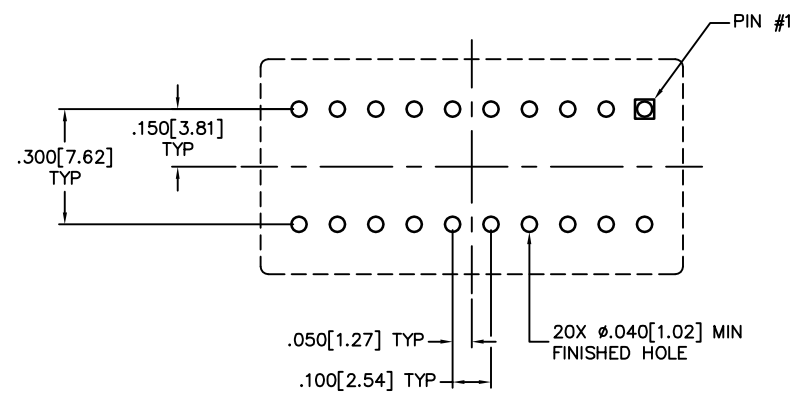 PIN #1
.150[3.81]
TYP
.300[7.62]
TYP
.050[1.27] TYP
20X ø.040[1.02] MIN
FINISHED HOLE
.100[2.54] TYP